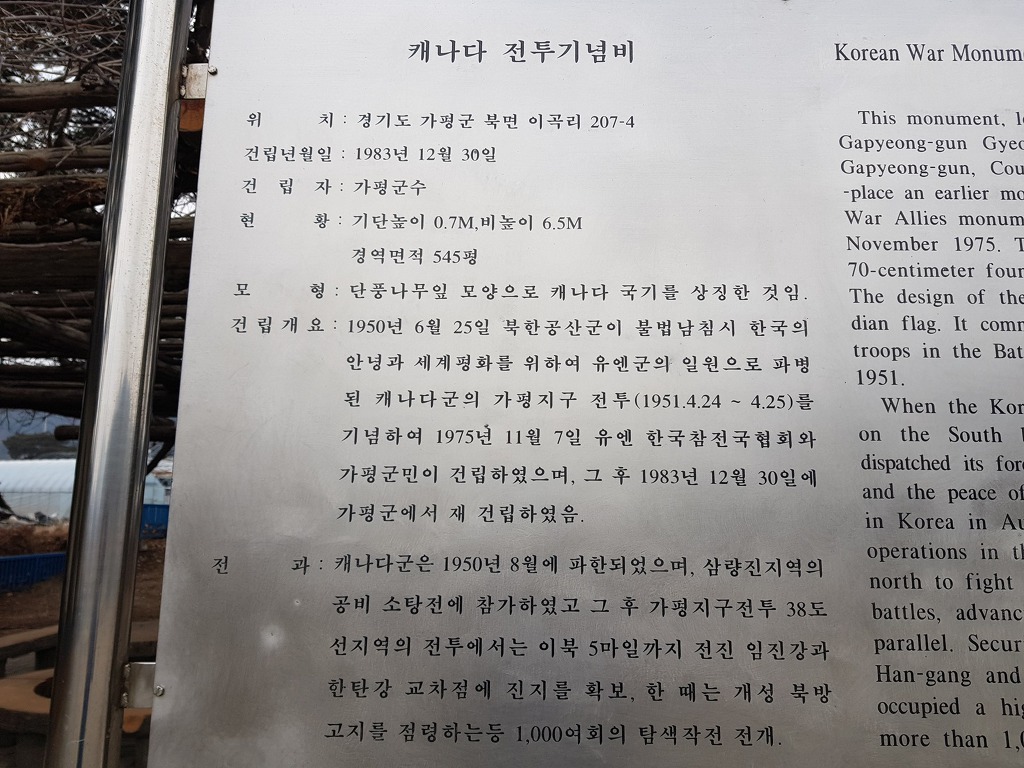 캐나다 전투기념비
위 치 : 경기도 가평군 북면 이곡리 207-4
건립년월일 : 1983년 12월 30일
건 립 자 : 가평군수
현 황 : 기단높이 0.7M,비높이 6.5M
경역면적 545평
모 형 : 단풍나무잎 모양으로 캐나다 국기를 상징한 것임.
건립개요 : 1950년 6월 25일 북한공산군이 불법남침시 한국의
안녕과 세계평화를 위하여 유엔군의 일원으로 파병
된 캐나다군의 가평지구 전투(1951.4.24 ~ 4.25)를
기념하여 1975년 11월 7일 유엔 한국참전국협회와
가평군민이 건립하였으며, 그 후 1983년 12월 30일에
가평군에서 재 건립하였음.
전 과 : 캐나다군은 1950년 8월에 파한되었으며, 삼량진지역의
공비 소탕전에 참가하였고 그 후 가평지구전투 38도
선지역의 전투에서는 이북 5마일까지 전진 임진강과
한탄강 교차점에 진지를 확보, 한 때는 개성 북방
고지를 점령하는등 1,000여회의 탐색작전 전개.
Korean War Monum
This monument, l
Gapyeong-gun Gyeo
Gapyeong-gun, Cou
-place an earlier mo
War Allies monum
November 1975. T
70-centimeter foun
The design of the
dian flag. It comm
troops in the Bat
1951.
When the Kor
on the South
dispatched its for
and the peace of
in Korea in Au
operations in t
north to fight
battles, advanc
parallel. Secur
Han-gang and
occupied a hig
more than 1,0